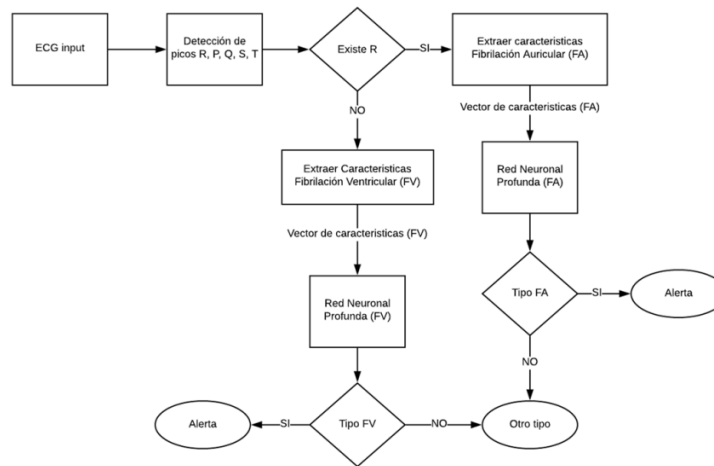 ECG input
Detección de
picos R, P, Q, S, T
Existe R
SI
Extraer caracteristicas
Fibrilación Auricular (FA)
NO
Vector de caracteristicas (FA)
Extraer Caracteristicas
Fibrilación Ventricular (FV)
Red Neuronal
Profunda (FA)
Vector de caracteristicas (FV)
Tipo FA
SI
Alerta
Red Neuronal
Profunda (FV)
NO
Alerta
SI
Tipo FV
NO
Otro tipo